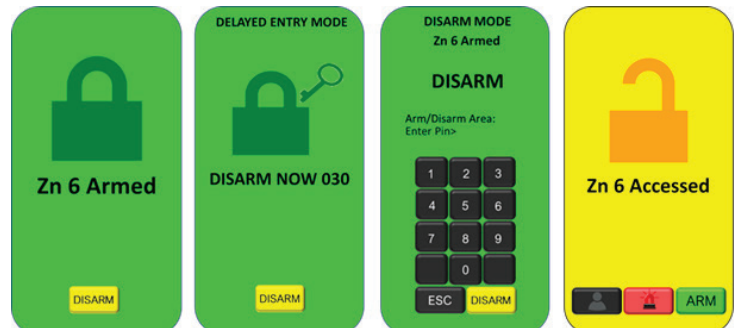 Zn 6 Armed
DISARM
DELAYED ENTRY MODE
DISARM NOW 030
DISARM
DISARM MODE
Zn 6 Armed
DISARM
Arm/Disarm Area:
Enter Pin>
1 2 3
4 5 6
7 8 9
0
ESC DISARM
Zn 6 Accessed
ARM